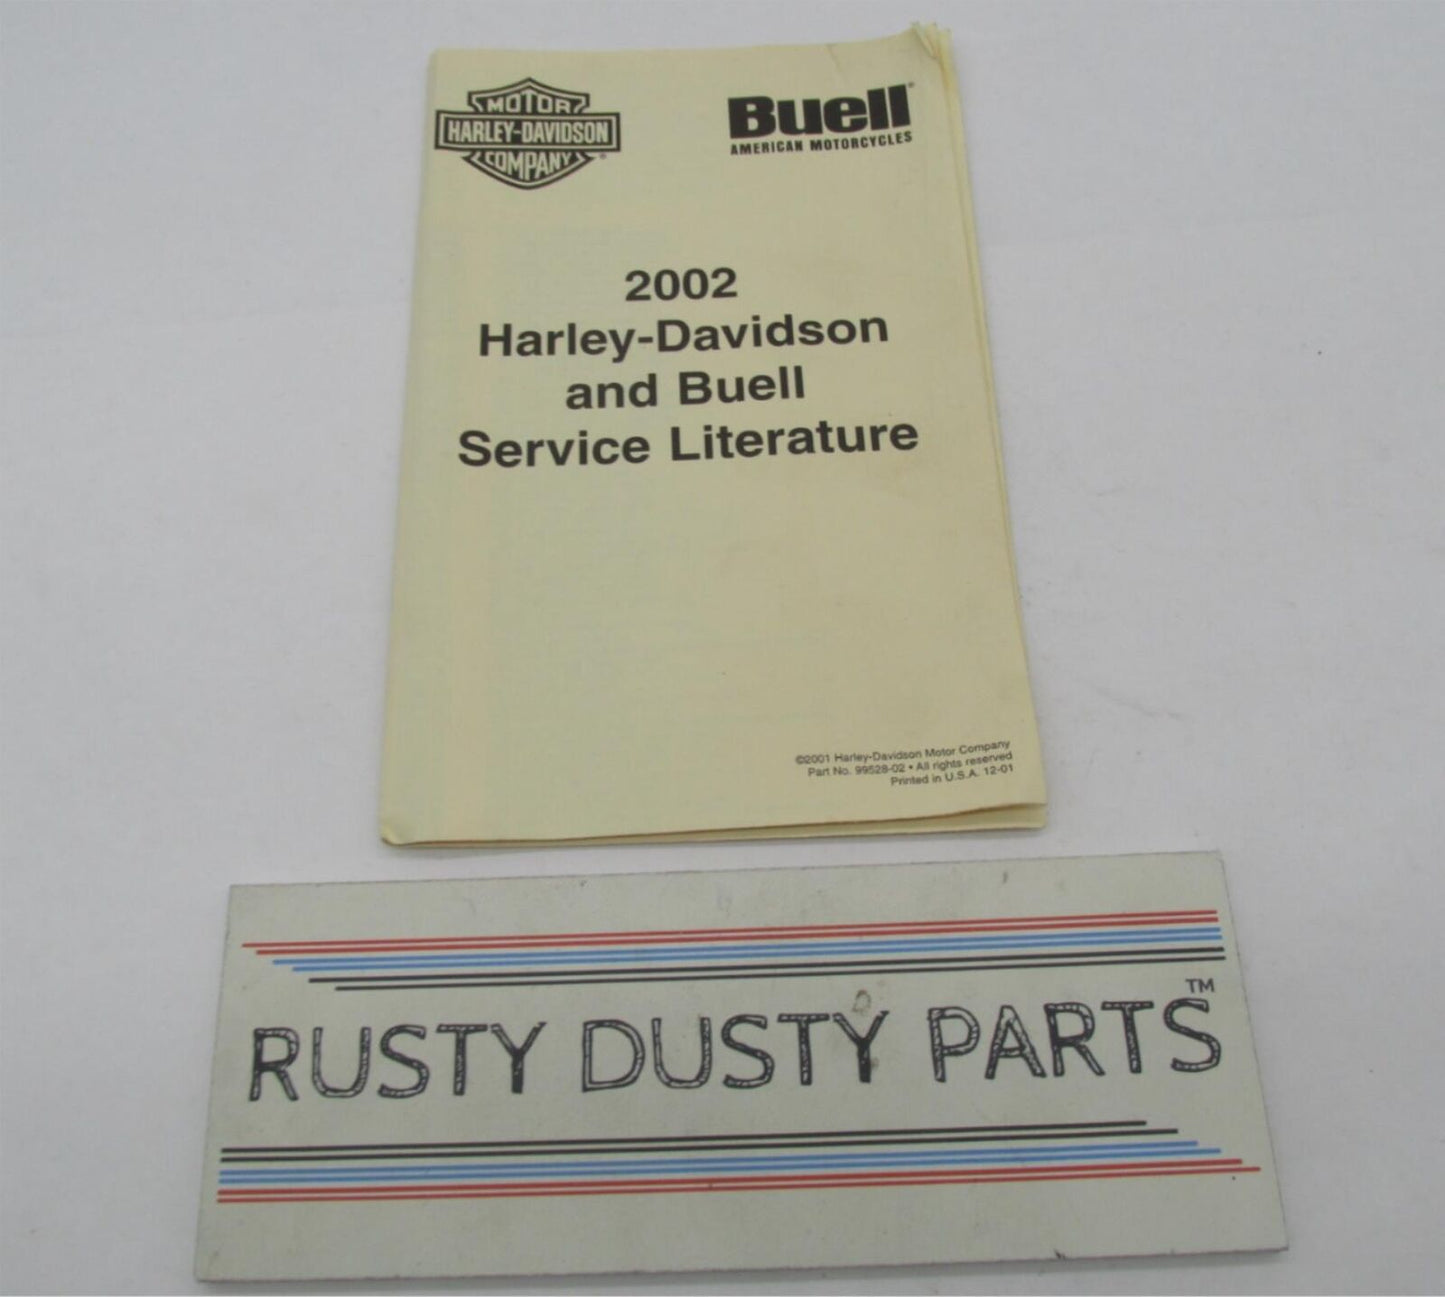 MOTOR
HARLEY-DAVIDSON
COMPANY
®
Buell®
AMERICAN MOTORCYCLES
2002
Harley-Davidson
and Buell
Service Literature
©2001 Harley-Davidson Motor Company
Part No. 99528-02 • All rights reserved
Printed in U.S.A. 12-01
RUSTY DUSTY PARTS™